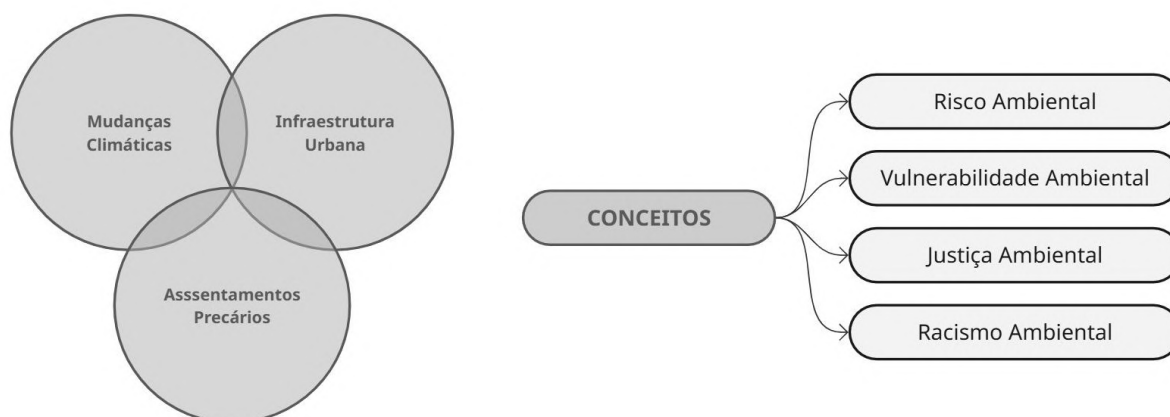 Mudanças
Climáticas
Infraestrutura
Urbana
Asssentamentos
Precários
CONCEITOS
Risco Ambiental
Vulnerabilidade Ambiental
Justiça Ambiental
Racismo Ambiental